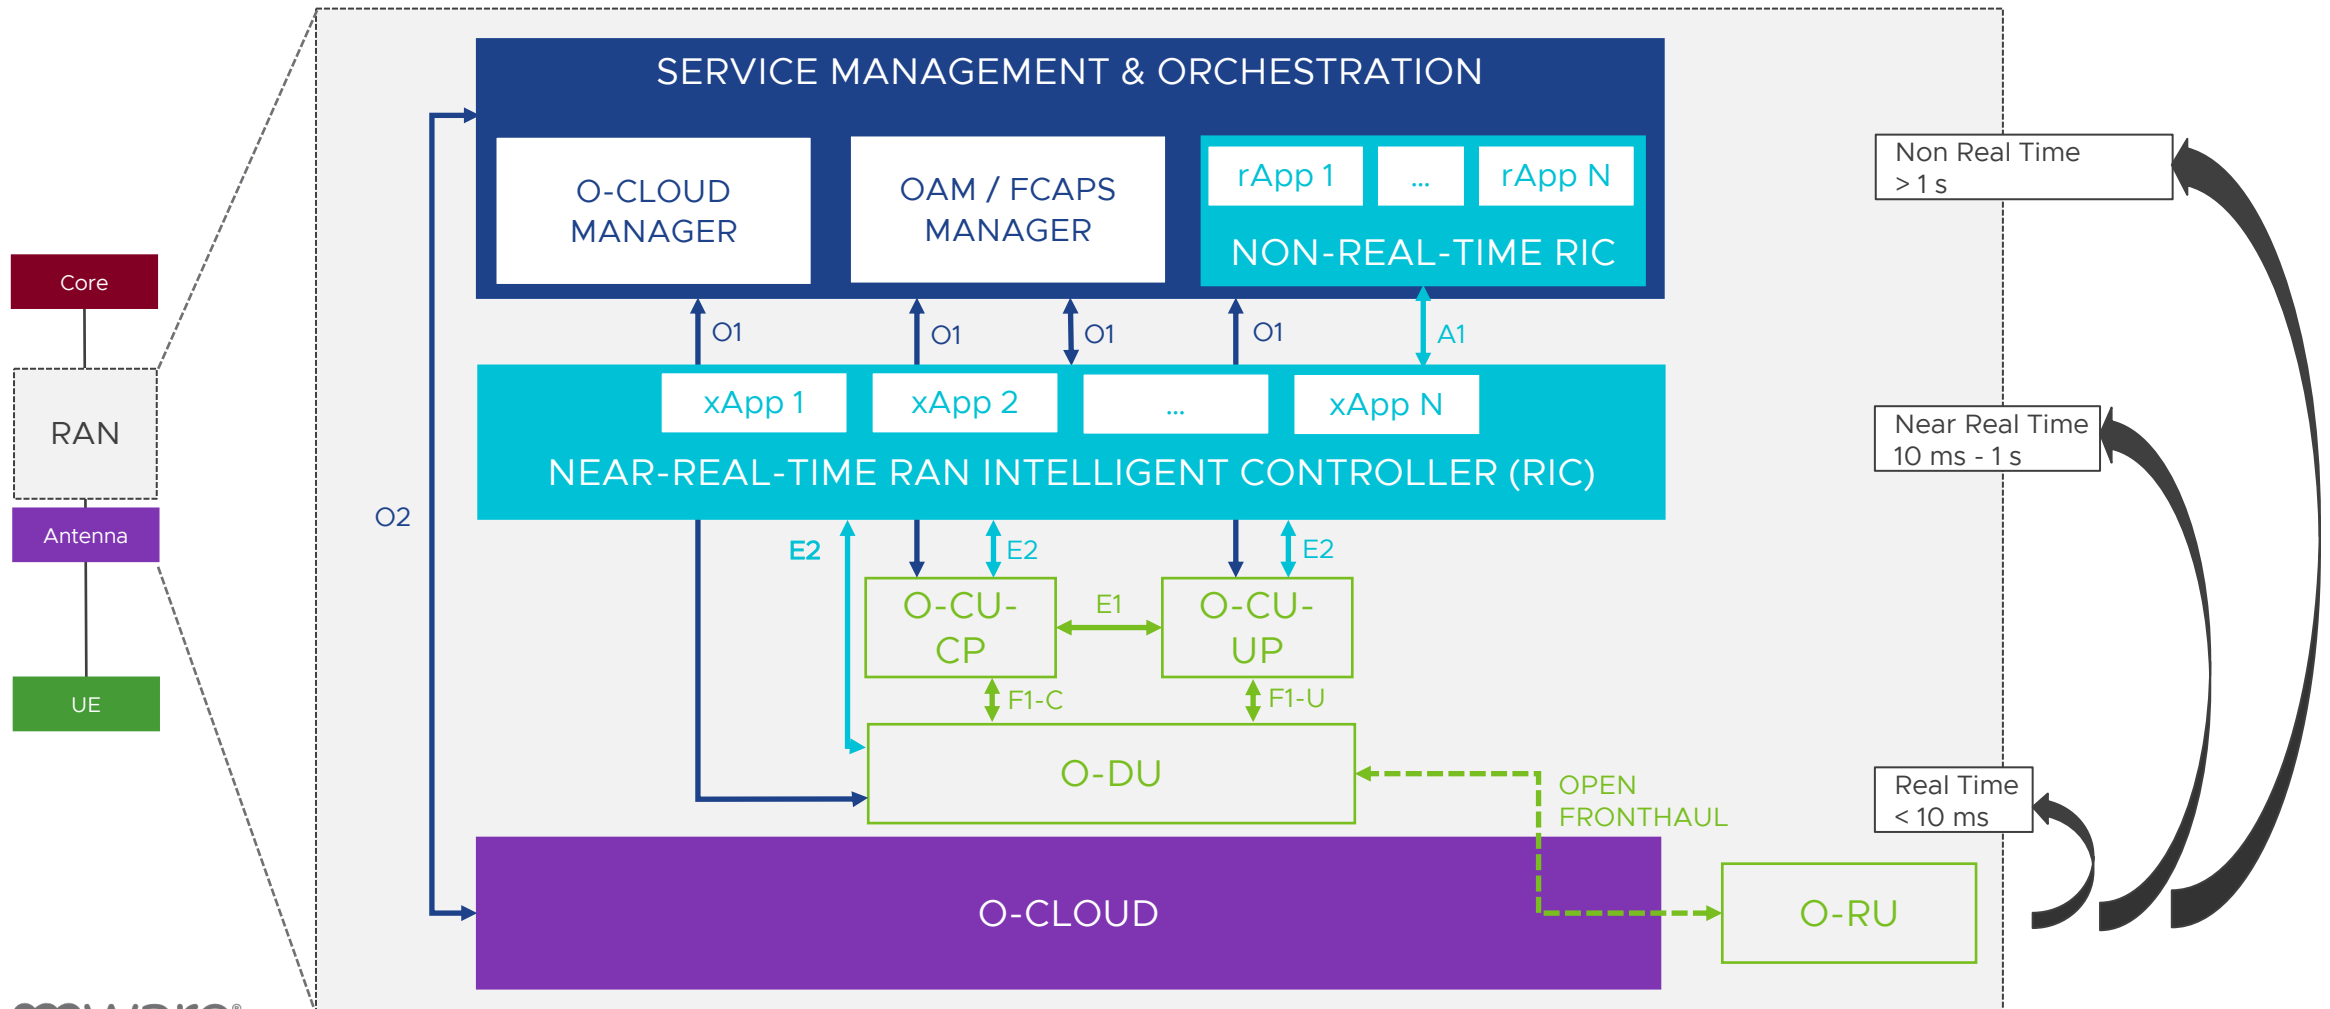 SERVICE MANAGEMENT & ORCHESTRATION
O-CLOUD
MANAGER
OAM / FCAPS
MANAGER
rApp 1
...
rApp N
NON-REAL-TIME RIC
Non Real Time
> 1 s
Core
RAN
Antenna
UE
O1
O1
O1
O1
A1
xApp 1
xApp 2
...
xApp N
NEAR-REAL-TIME RAN INTELLIGENT CONTROLLER (RIC)
Near Real Time
10 ms - 1 s
O2
E2
E2
E2
O-CU-
CP
E1
O-CU-
UP
F1-C
F1-U
O-DU
OPEN
FRONTHAUL
Real Time
< 10 ms
O-CLOUD
O-RU